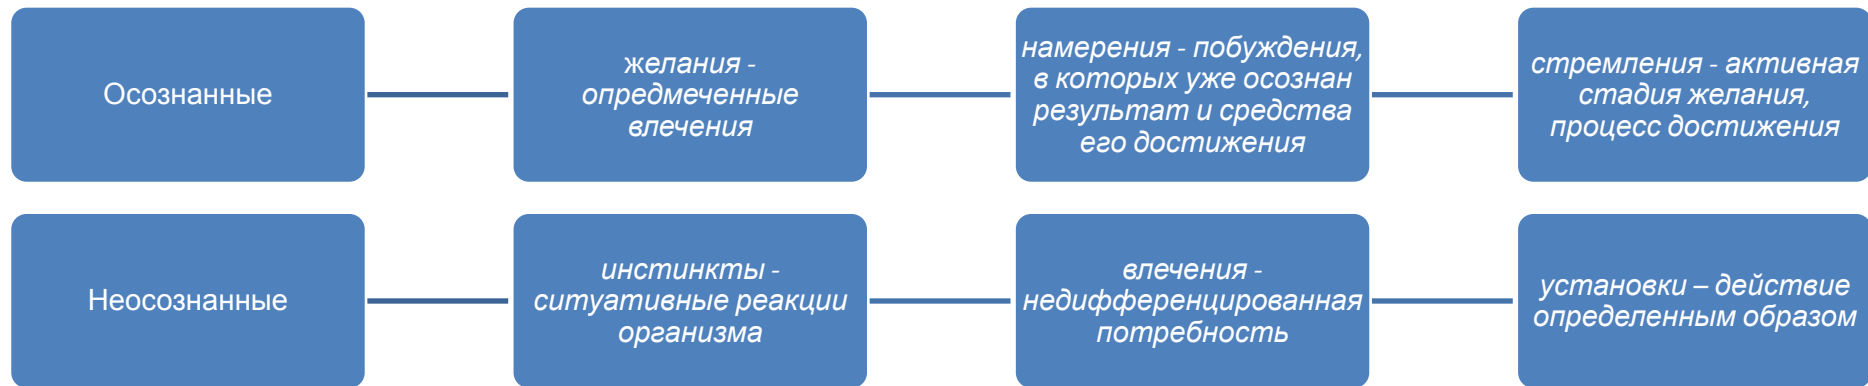 Осознанные
желания -
опредмеченные
влечения
намерения - побуждения,
в которых уже осознан
результат и средства
его достижения
стремления - активная
стадия желания,
процесс достижения
Неосознанные
инстинкты -
ситуативные реакции
организма
влечения -
недифференцированная
потребность
установки – действие
определенным образом